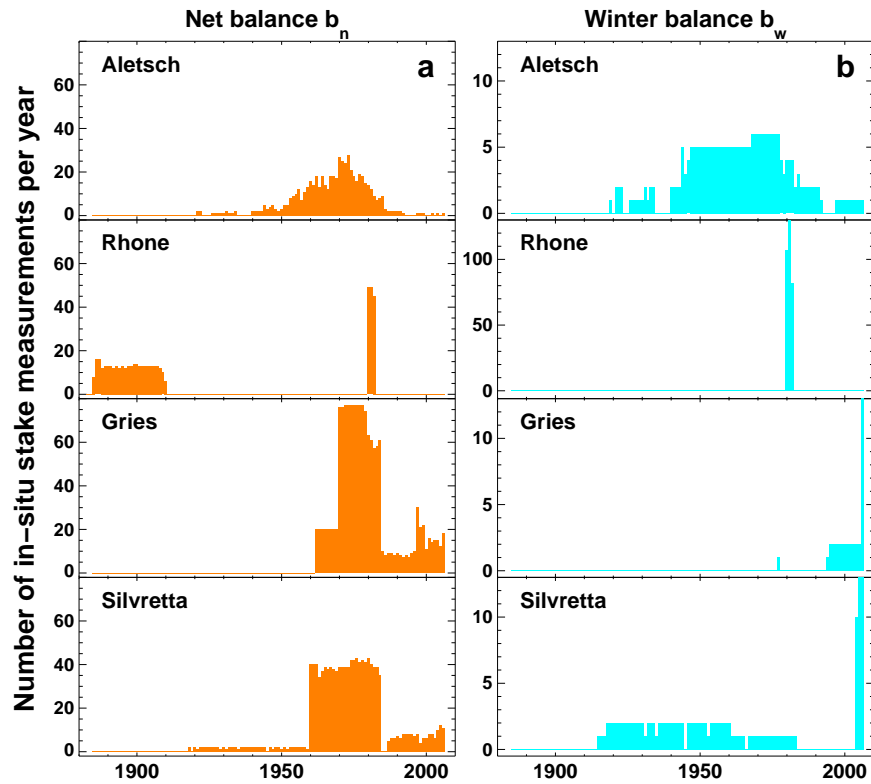 Net balance bn
Winter balance bw
Number of in-situ stake measurements per year
Aletsch
a
60
40
20
0
Aletsch
b
10
5
0
Rhone
60
40
20
0
Rhone
100
50
0
Gries
60
40
20
0
Gries
10
5
0
Silvretta
60
40
20
0
Silvretta
10
5
0
1900 1950 2000
1900 1950 2000